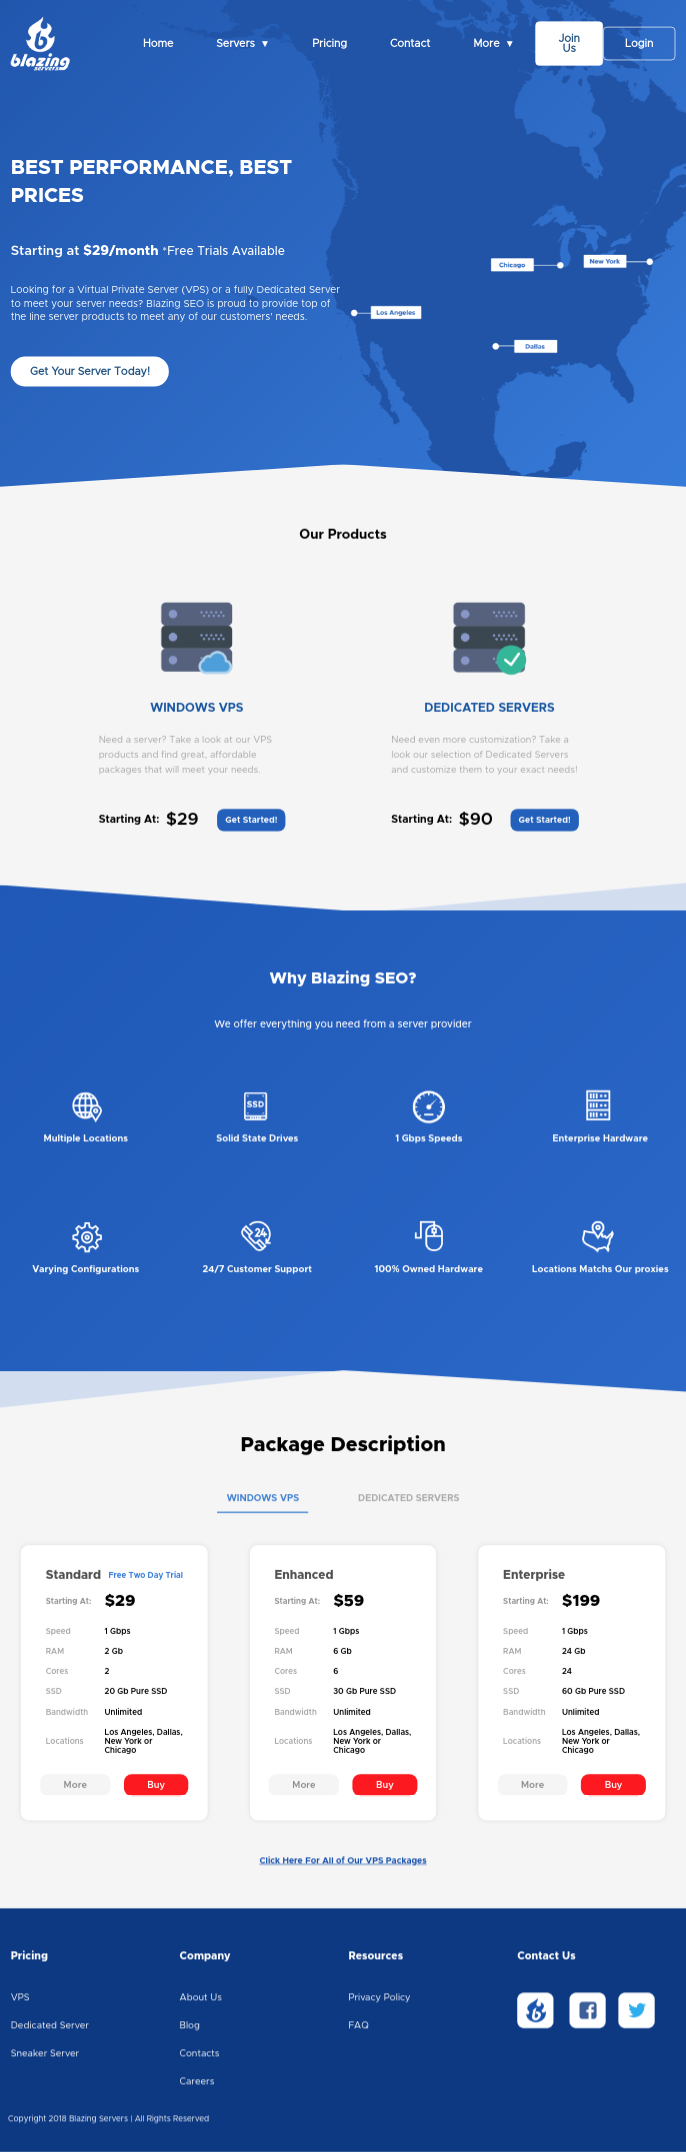 blazing
servers
Home
Servers ▼
Pricing
Contact
More ▼
Join
Us
Login
BEST PERFORMANCE, BEST
PRICES
Starting at $29/month *Free Trials Available
Looking for a Virtual Private Server (VPS) or a fully Dedicated Server
to meet your server needs? Blazing SEO is proud to provide top of
the line server products to meet any of our customers' needs.
Get Your Server Today!
Chicago
New York
Los Angeles
Dallas
Our Products
WINDOWS VPS
Need a server? Take a look at our VPS
products and find great, affordable
packages that will meet your needs.
Starting At: $29 Get Started!
DEDICATED SERVERS
Need even more customization? Take a
look our selection of Dedicated Servers
and customize them to your exact needs!
Starting At: $90 Get Started!
Why Blazing SEO?
We offer everything you need from a server provider
SSD
Multiple Locations
Solid State Drives
1 Gbps Speeds
Enterprise Hardware
24
Varying Configurations
24/7 Customer Support
100% Owned Hardware
Locations Matchs Our proxies
Package Description
WINDOWS VPS
DEDICATED SERVERS
Standard Free Two Day Trial
Starting At: $29
Speed 1 Gbps
RAM 2 Gb
Cores 2
SSD 20 Gb Pure SSD
Bandwidth Unlimited
Locations Los Angeles, Dallas,
New York or
Chicago
More Buy
Enhanced
Starting At: $59
Speed 1 Gbps
RAM 6 Gb
Cores 6
SSD 30 Gb Pure SSD
Bandwidth Unlimited
Locations Los Angeles, Dallas,
New York or
Chicago
More Buy
Enterprise
Starting At: $199
Speed 1 Gbps
RAM 24 Gb
Cores 24
SSD 60 Gb Pure SSD
Bandwidth Unlimited
Locations Los Angeles, Dallas,
New York or
Chicago
More Buy
Click Here For All of Our VPS Packages
Pricing
VPS
Dedicated Server
Sneaker Server
Company
About Us
Blog
Contacts
Careers
Resources
Privacy Policy
FAQ
Contact Us
Copyright 2018 Blazing Servers | All Rights Reserved